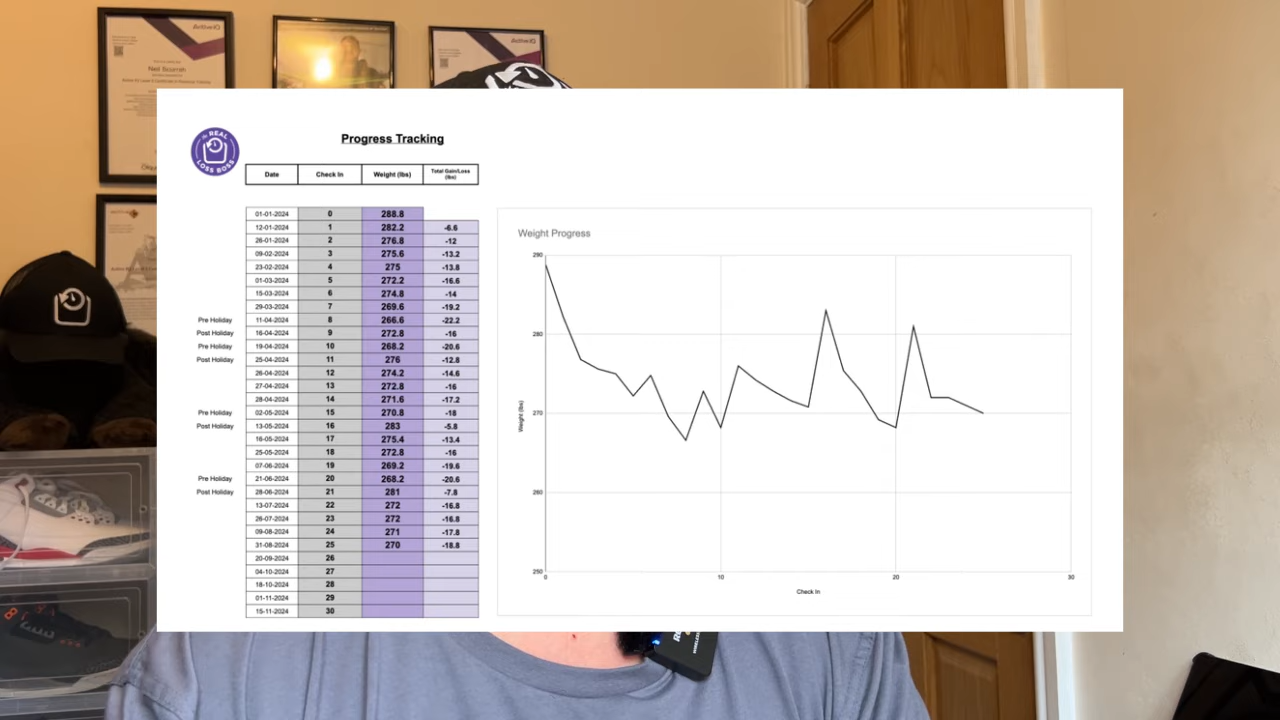 ActiveIQ
Neil Scorrah
ActiveIQ
The REAL
LOSS BOSS
Progress Tracking
Date Check In Weight (lbs) Total Gain/Loss (lbs)
01-01-2024 0 288.8
12-01-2024 1 282.2 -6.6
26-01-2024 2 276.8 -12
09-02-2024 3 275.6 -13.2
23-02-2024 4 275 -13.8
01-03-2024 5 272.2 -16.6
15-03-2024 6 274.8 -14
29-03-2024 7 269.6 -19.2
Pre Holiday 11-04-2024 8 266.6 -22.2
Post Holiday 16-04-2024 9 272.8 -16
Pre Holiday 19-04-2024 10 268.2 -20.6
Post Holiday 25-04-2024 11 276 -12.8
26-04-2024 12 274.2 -14.6
27-04-2024 13 272.8 -16
28-04-2024 14 271.6 -17.2
Pre Holiday 02-05-2024 15 270.8 -18
Post Holiday 13-05-2024 16 283 -5.8
16-05-2024 17 275.4 -13.4
25-05-2024 18 272.8 -16
07-06-2024 19 269.2 -19.6
Pre Holiday 21-06-2024 20 268.2 -20.6
Post Holiday 28-06-2024 21 281 -7.8
13-07-2024 22 272 -16.8
26-07-2024 23 272 -16.8
09-08-2024 24 271 -17.8
31-08-2024 25 270 -18.8
20-09-2024 26
04-10-2024 27
18-10-2024 28
01-11-2024 29
15-11-2024 30
Weight Progress
290
280
270
260
250
Weight (lbs)
0 10 20 30
Check In